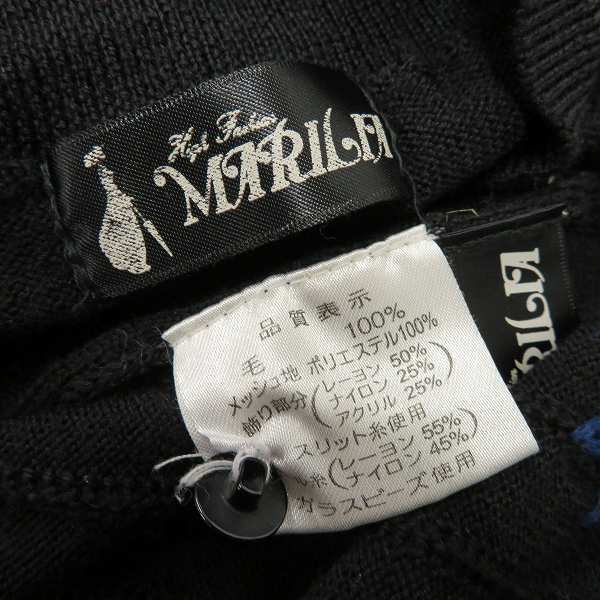 High Fashion
MARILEA
品質表示
毛 100%
メッシュ地 ポリエステル100%
飾り部分(レーヨン 50%
ナイロン 25%
アクリル 25%)
スリット糸使用
糸(レーヨン 55%
ナイロン 45%)
ガラスビーズ使用